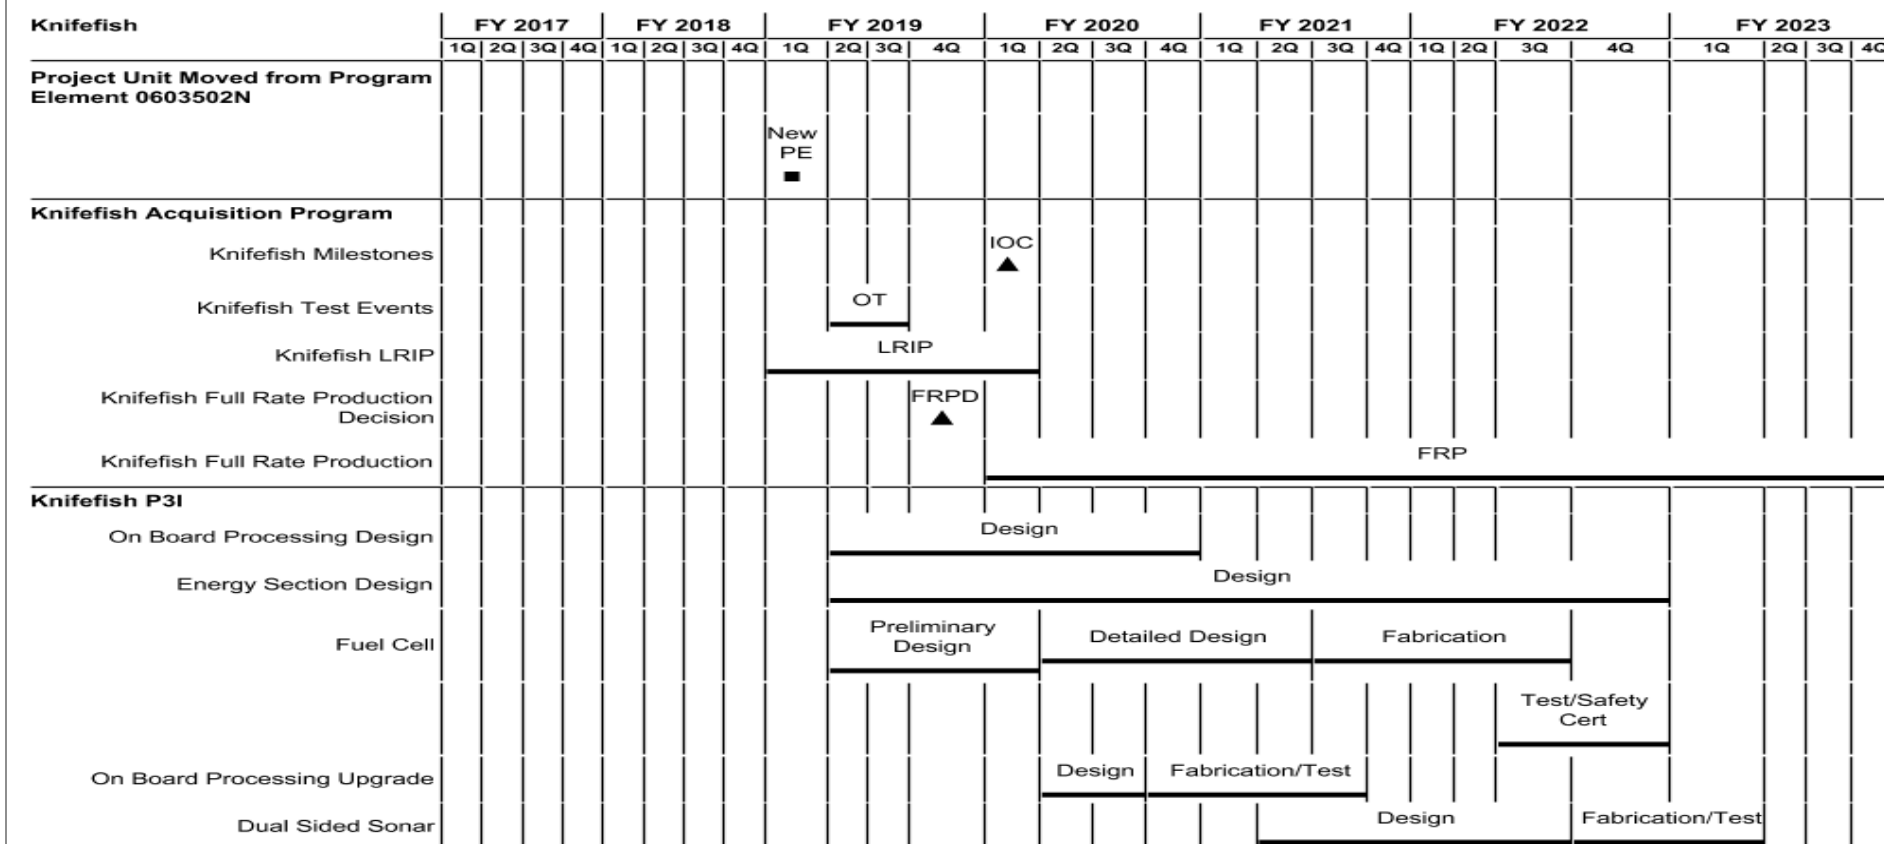 Knifefish FY 2017 FY 2018 FY 2019 FY 2020 FY 2021 FY 2022 FY 2023
1Q 2Q 3Q 4Q 1Q 2Q 3Q 4Q 1Q 2Q 3Q 4Q 1Q 2Q 3Q 4Q 1Q 2Q 3Q 4Q 1Q 2Q 3Q 4Q 1Q 2Q 3Q 4Q
Project Unit Moved from Program
Element 0603502N
New
PE
Knifefish Acquisition Program
Knifefish Milestones IOC
Knifefish Test Events OT
Knifefish LRIP LRIP
Knifefish Full Rate Production FRPD
Decision
Knifefish Full Rate Production FRP
Knifefish P3I
On Board Processing Design Design
Energy Section Design Design
Fuel Cell Preliminary Detailed Design Fabrication
Design
Test/Safety
Cert
On Board Processing Upgrade Design Fabrication/Test
Dual Sided Sonar Design Fabrication/Test